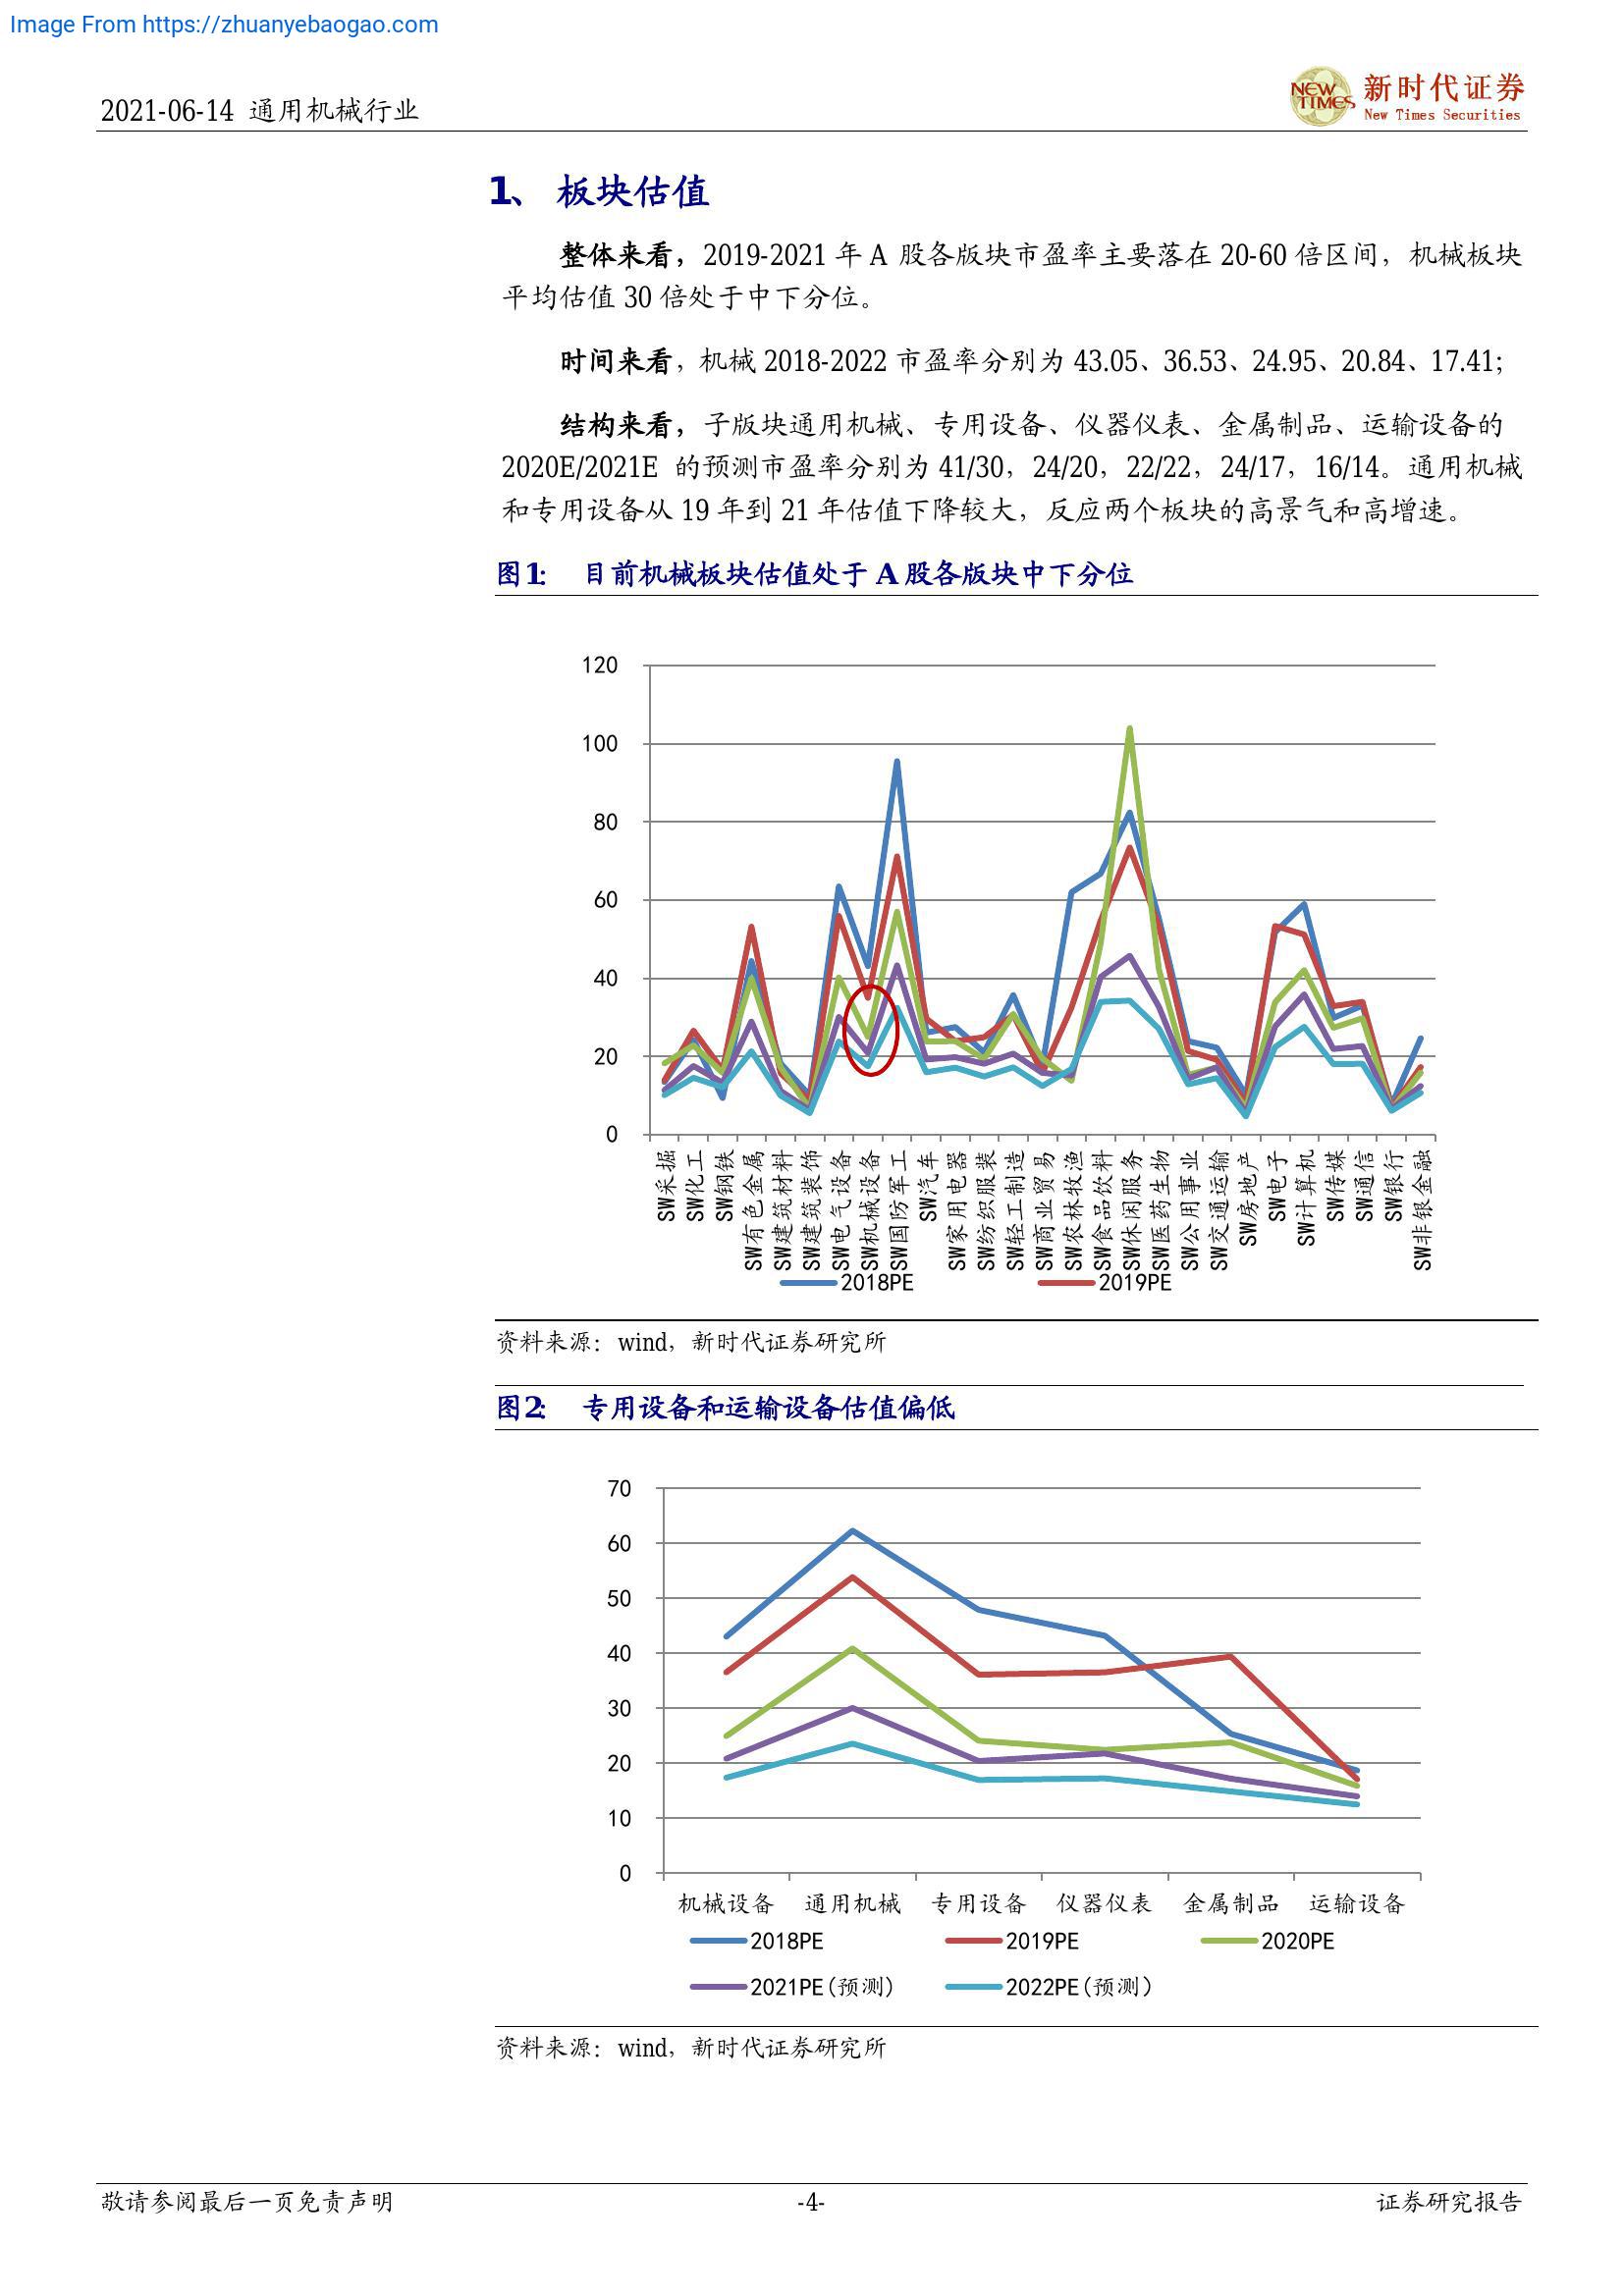 Image From https://zhuanyebaogao.com
2021-06-14 通用机械行业
NEW TIMES
新时代证券
New Times Securities
1、 板块估值
整体来看，2019-2021 年 A 股各版块市盈率主要落在 20-60 倍区间，机械板块
平均估值 30 倍处于中下分位。
时间来看，机械 2018-2022 市盈率分别为 43.05、36.53、24.95、20.84、17.41；
结构来看，子版块通用机械、专用设备、仪器仪表、金属制品、运输设备的
2020E/2021E 的预测市盈率分别为 41/30，24/20，22/22，24/17，16/14。通用机械
和专用设备从 19 年到 21 年估值下降较大，反应两个板块的高景气和高增速。
图1： 目前机械板块估值处于 A 股各版块中下分位
120
100
80
60
40
20
0
SW采掘
SW化工
SW钢铁
SW有色金属
SW建筑材料
SW建筑装饰
SW电气设备
SW机械设备
SW国防军工
SW汽车
SW家用电器
SW纺织服装
SW轻工制造
SW商业贸易
SW农林牧渔
SW食品饮料
SW休闲服务
SW医药生物
SW公用事业
SW交通运输
SW房地产
SW电子
SW计算机
SW传媒
SW通信
SW银行
SW非银金融
2018PE 2019PE
资料来源：wind，新时代证券研究所
图2： 专用设备和运输设备估值偏低
70
60
50
40
30
20
10
0
机械设备 通用机械 专用设备 仪器仪表 金属制品 运输设备
2018PE 2019PE 2020PE
2021PE(预测) 2022PE(预测)
资料来源：wind，新时代证券研究所
敬请参阅最后一页免责声明 -4- 证券研究报告